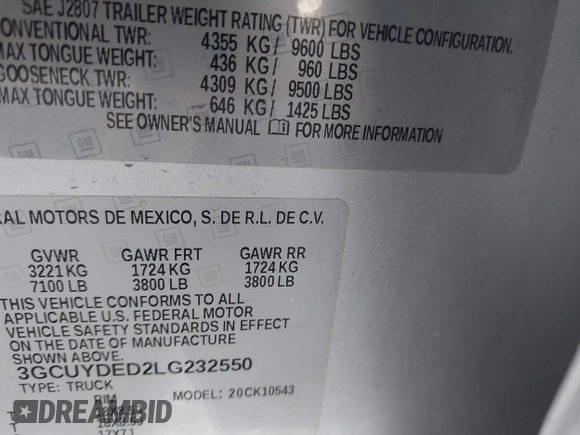 SAE J2807 TRAILER WEIGHT RATING (TWR) FOR VEHICLE CONFIGURATION.
CONVENTIONAL TWR: 4355 KG/ 9600 LBS
MAX TONGUE WEIGHT: 436 KG/ 960 LBS
GOOSENECK TWR: 4309 KG/ 9500 LBS
MAX TONGUE WEIGHT: 646 KG/ 1425 LBS
SEE OWNER'S MANUAL FOR MORE INFORMATION
RAL MOTORS DE MEXICO, S. DE R.L. DE C.V.
GVWR GAWR FRT GAWR RR
3221 KG 1724 KG 1724 KG
7100 LB 3800 LB 3800 LB
THIS VEHICLE CONFORMS TO ALL
APPLICABLE U.S. FEDERAL MOTOR
VEHICLE SAFETY STANDARDS IN EFFECT
ON THE DATE OF MANUFACTURE
SHOWN ABOVE.
3GCUYDED2LG232550
TYPE: TRUCK MODEL: 20CK10543
RIM
17X7J
DREAMBID